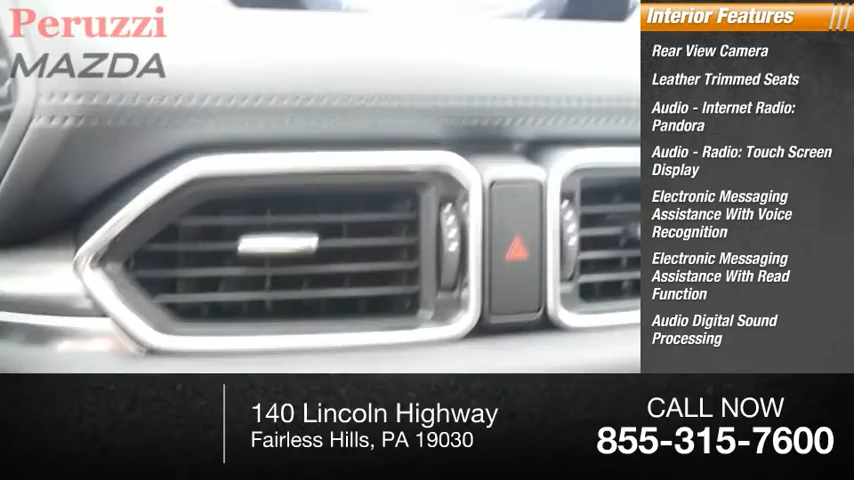 Peruzzi
MAZDA
Interior Features
Rear View Camera
Leather Trimmed Seats
Audio - Internet Radio:
Pandora
Audio - Radio: Touch Screen
Display
Electronic Messaging
Assistance With Voice
Recognition
Electronic Messaging
Assistance With Read
Function
Audio Digital Sound
Processing
140 Lincoln Highway
Fairless Hills, PA 19030
CALL NOW
855-315-7600